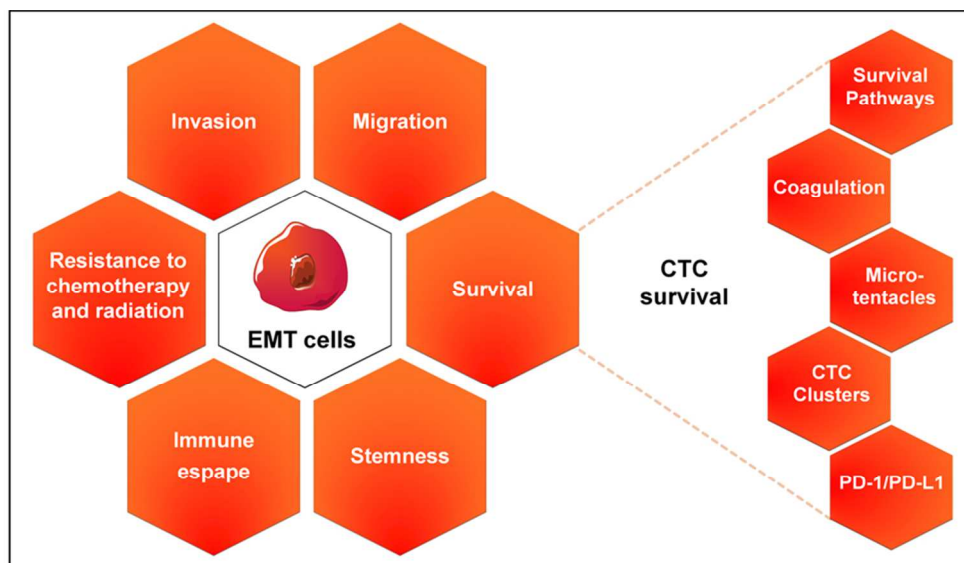 Invasion
Migration
Resistance to
chemotherapy
and radiation
EMT cells
Survival
Immune
espape
Stemness
CTC
survival
Survival
Pathways
Coagulation
Micro-
tentacles
CTC
Clusters
PD-1/PD-L1